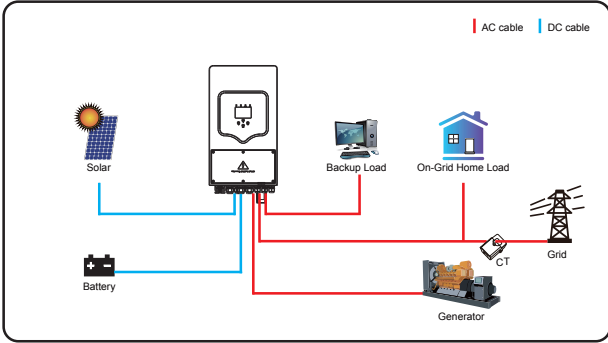 AC cable
DC cable
Solar
Backup Load
On-Grid Home Load
CT
Grid
Battery
Generator